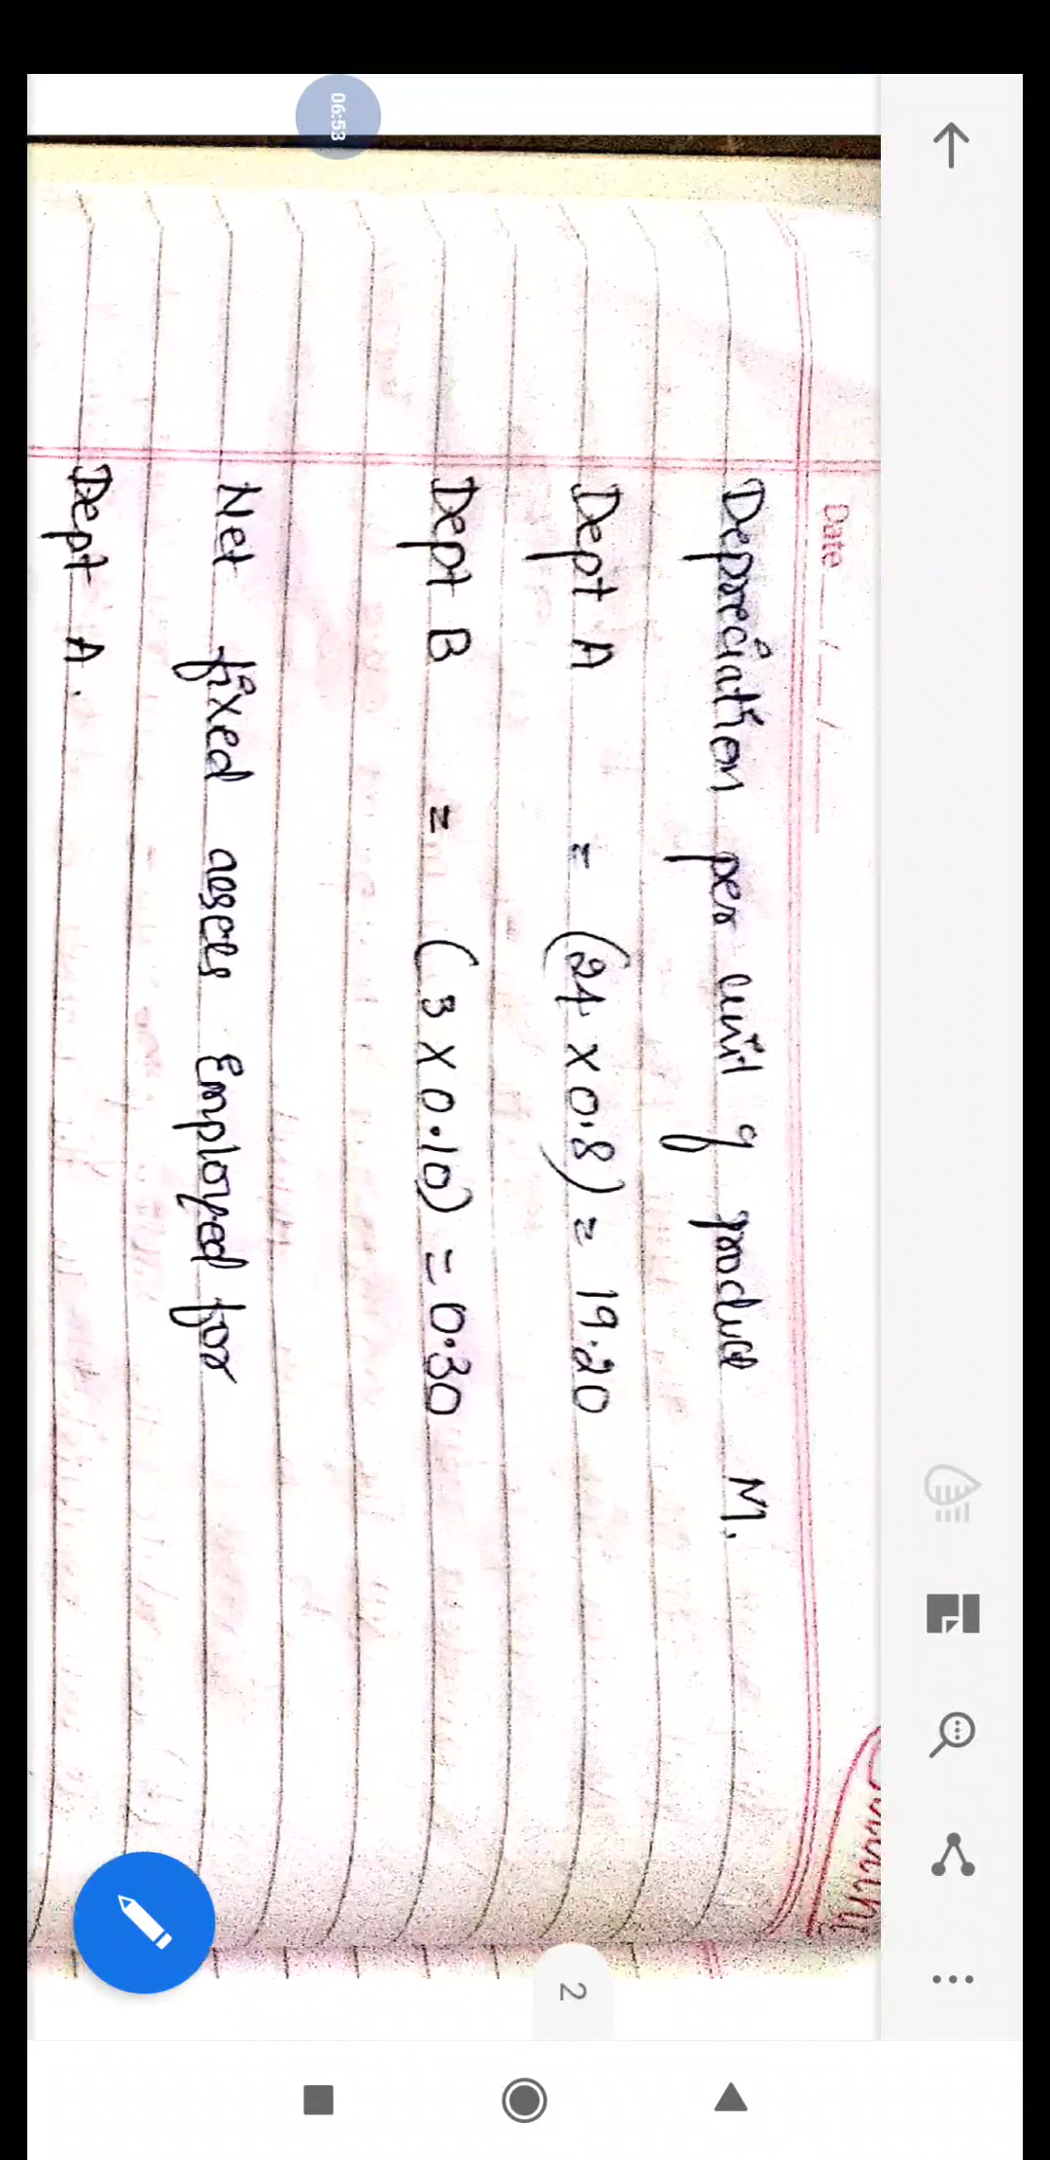 06:53
Date / /
Depreciation per unit of product M.
Dept A = (24 x 0.8) = 19.20
Dept B = (3 x 0.10) = 0.30
Net fixed assets Employed for
Dept A.
2